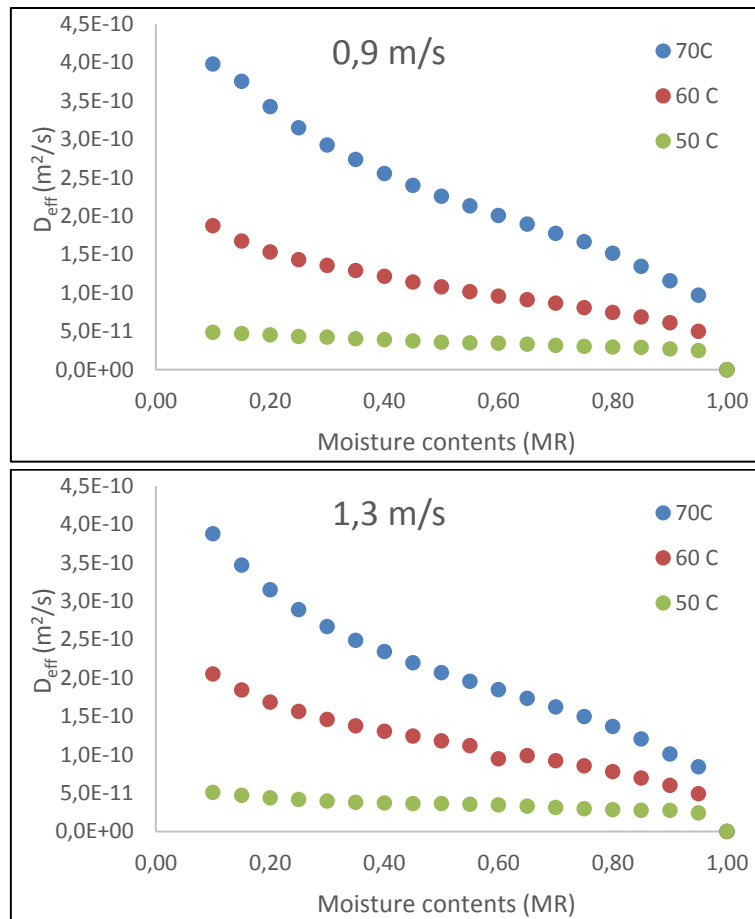 0,9 m/s
70C
60 C
50 C
4,5E-10
4,0E-10
3,5E-10
3,0E-10
2,5E-10
2,0E-10
1,5E-10
1,0E-10
5,0E-11
0,0E+00
D_eff (m²/s)
0,00 0,20 0,40 0,60 0,80 1,00
Moisture contents (MR)
1,3 m/s
70C
60 C
50 C
4,5E-10
4,0E-10
3,5E-10
3,0E-10
2,5E-10
2,0E-10
1,5E-10
1,0E-10
5,0E-11
0,0E+00
D_eff (m²/s)
0,00 0,20 0,40 0,60 0,80 1,00
Moisture contents (MR)